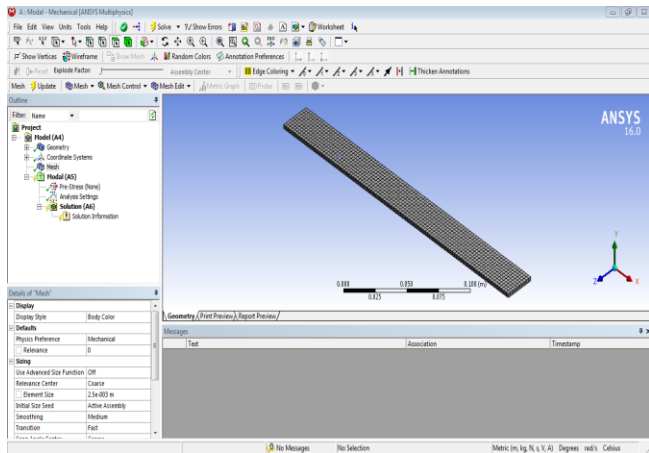 A : Modal - Mechanical [ANSYS Multiphysics]
File Edit View Units Tools Help Solve ?/ Show Errors Worksheet
Show Vertices Wireframe Show Mesh Random Colors Annotation Preferences
Reset Explode Factor: Assembly Center Edge Coloring Thicken Annotations
Mesh Update Mesh Mesh Control Mesh Edit Metric Graph Probe
Outline
Filter: Name
Project
Model (A4)
Geometry
Coordinate Systems
Mesh
Modal (A5)
Pre-Stress (None)
Analysis Settings
Solution (A6)
Solution Information
ANSYS
16.0
0.000 0.050 0.100 (m)
0.025 0.075
Y
Z X
Geometry Print Preview Report Preview
Details of "Mesh"
Display
Display Style Body Color
Defaults
Physics Preference Mechanical
Relevance 0
Sizing
Use Advanced Size Function Off
Relevance Center Coarse
Element Size 2.5e-003 m
Initial Size Seed Active Assembly
Smoothing Medium
Transition Fast
Span Angle Center Coarse
Messages
Text Association Timestamp
No Messages No Selection Metric (m, kg, N, s, V, A) Degrees rad/s Celsius